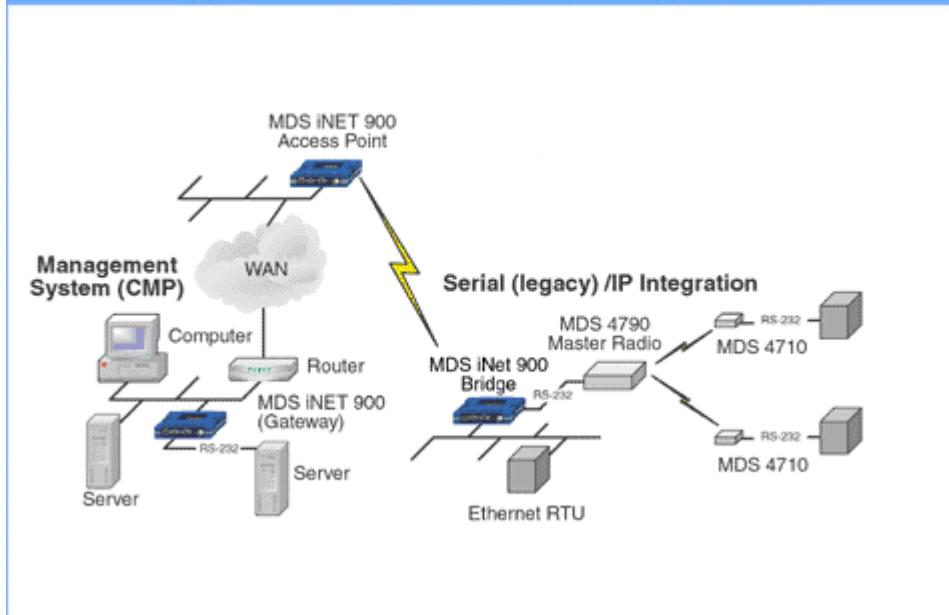 MDS iNET 900
Access Point
WAN
Management
System (CMP)
Serial (legacy) /IP Integration
Computer
Router
MDS iNET 900
(Gateway)
RS-232
Server
Server
MDS iNet 900
Bridge
RS-232
Ethernet RTU
MDS 4790
Master Radio
RS-232
MDS 4710
RS-232
MDS 4710